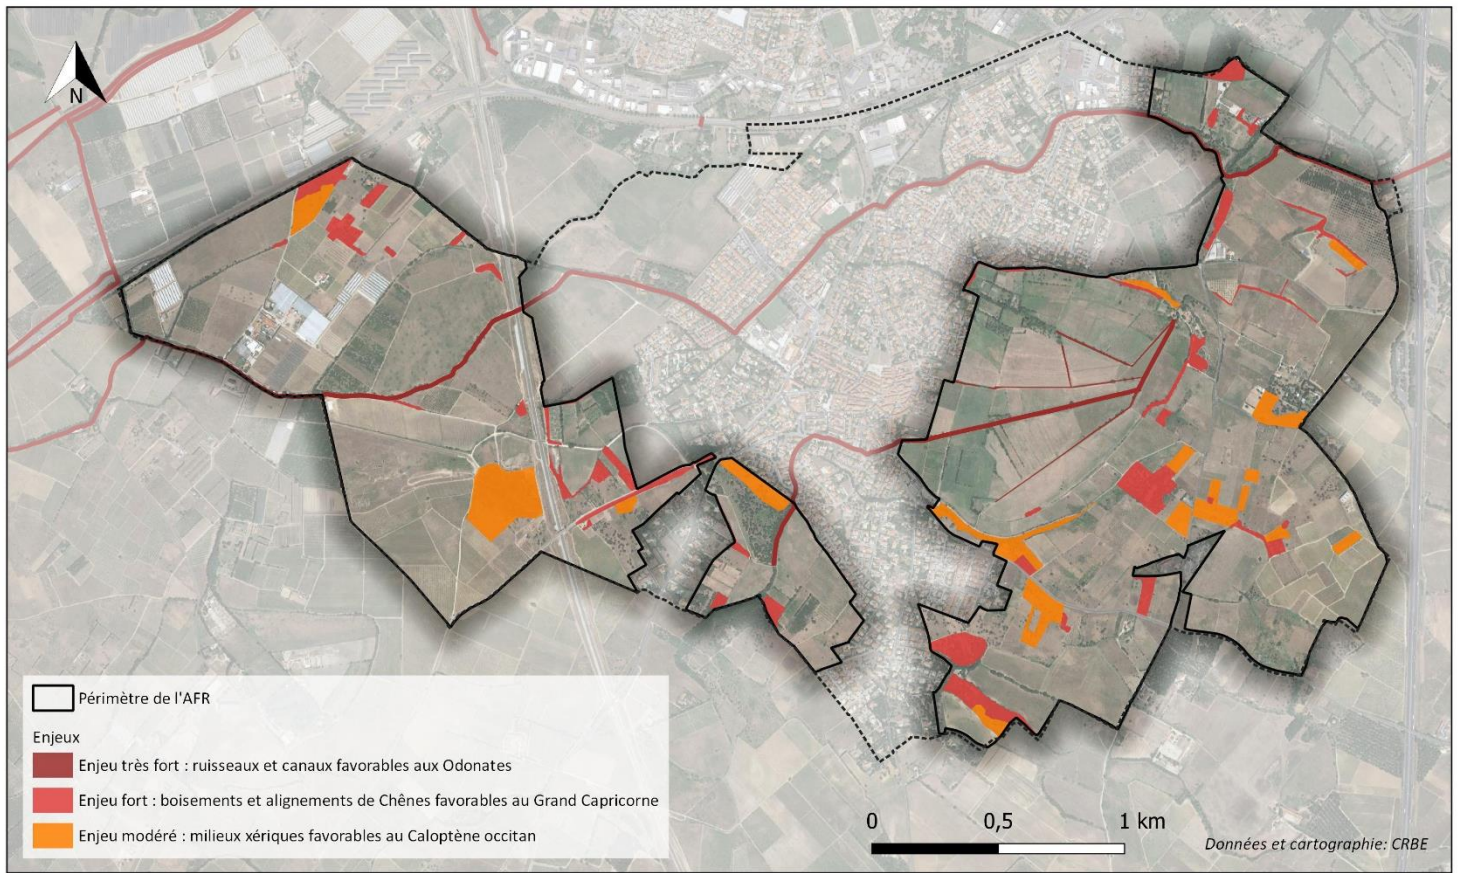 N
Périmètre de l'AFR
Enjeux
Enjeu très fort : ruisseaux et canaux favorables aux Odonates
Enjeu fort : boisements et alignements de Chênes favorables au Grand Capricorne
Enjeu modéré : milieux xériques favorables au Caloptène occitan
0 0,5 1 km
Données et cartographie: CRBE